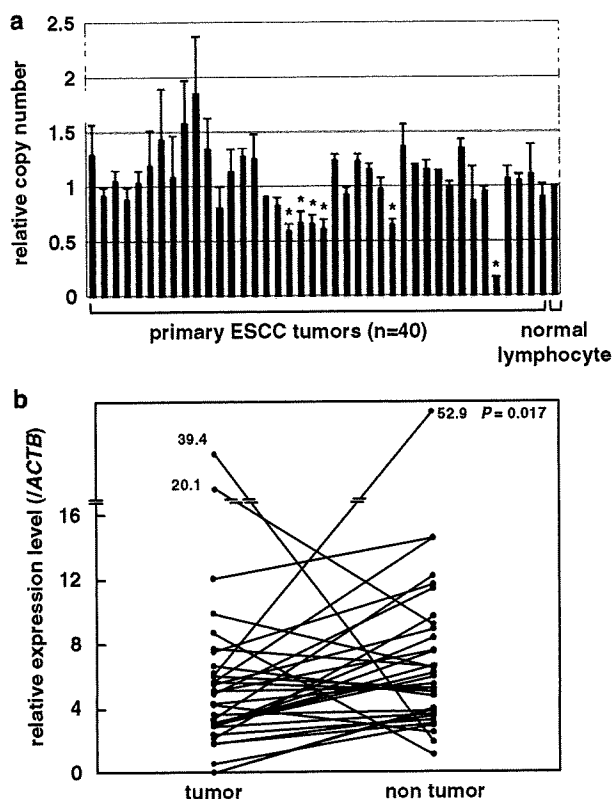 a
relative copy number
2.5
2
1.5
1
0.5
0
* * * * * *
primary ESCC tumors (n=40)
normal
lymphocyte
b
relative expression level (/ACTB)
39.4
20.1
52.9 P = 0.017
16
12
8
4
0
tumor
non tumor